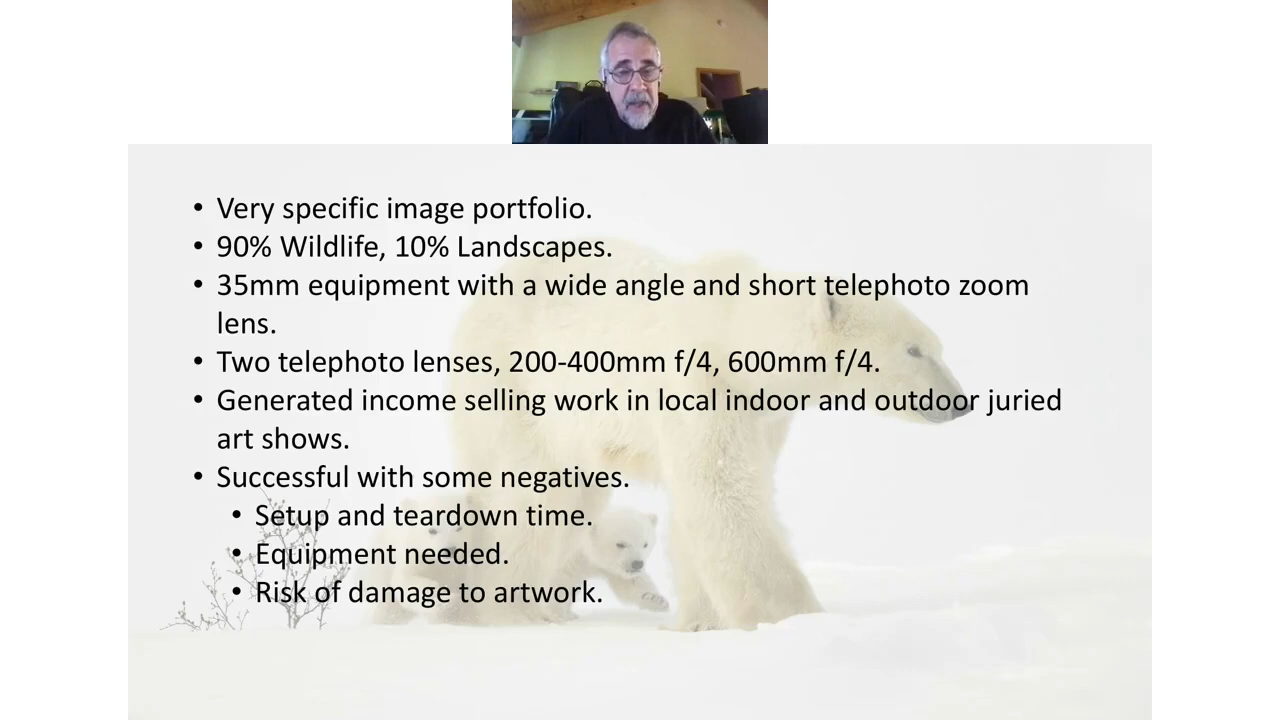 • Very specific image portfolio.
• 90% Wildlife, 10% Landscapes.
• 35mm equipment with a wide angle and short telephoto zoom
lens.
• Two telephoto lenses, 200-400mm f/4, 600mm f/4.
• Generated income selling work in local indoor and outdoor juried
art shows.
• Successful with some negatives.
• Setup and teardown time.
• Equipment needed.
• Risk of damage to artwork.